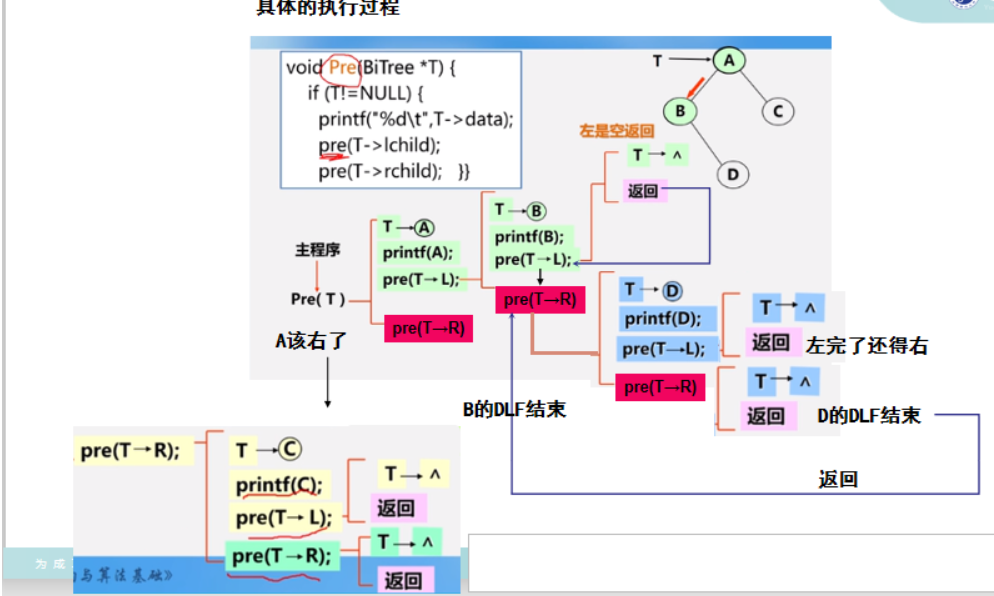 具体的执行过程
void Pre(BiTree *T) {
if (T!=NULL) {
printf("%d\t",T->data);
pre(T->lchild);
pre(T->rchild); }}
T
A
B
C
D
左是空返回
T→∧
返回
主程序
Pre( T )
T→A
printf(A);
pre(T→L);
pre(T→R)
T→B
printf(B);
pre(T→L);
pre(T→R)
T→D
printf(D);
pre(T→L);
pre(T→R)
T→∧
返回
左完了还得右
T→∧
返回
D的DLF结束
A该右了
B的DLF结束
返回
pre(T→R);
T→C
printf(C);
pre(T→L);
pre(T→R);
T→∧
返回
T→∧
返回
为 成
与算法基础》